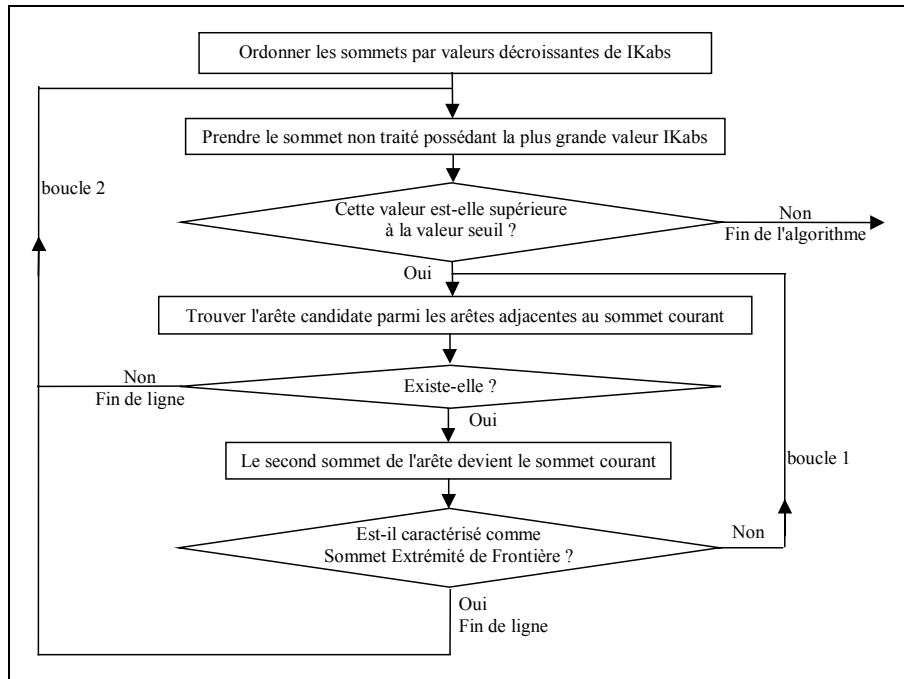 Ordonner les sommets par valeurs décroissantes de IKabs
Prendre le sommet non traité possédant la plus grande valeur IKabs
boucle 2
Cette valeur est-elle supérieure
à la valeur seuil ?
Non
Fin de l'algorithme
Oui
Trouver l'arête candidate parmi les arêtes adjacentes au sommet courant
Non
Fin de ligne
Existe-elle ?
Oui
Le second sommet de l'arête devient le sommet courant
boucle 1
Est-il caractérisé comme
Sommet Extrémité de Frontière ?
Non
Oui
Fin de ligne